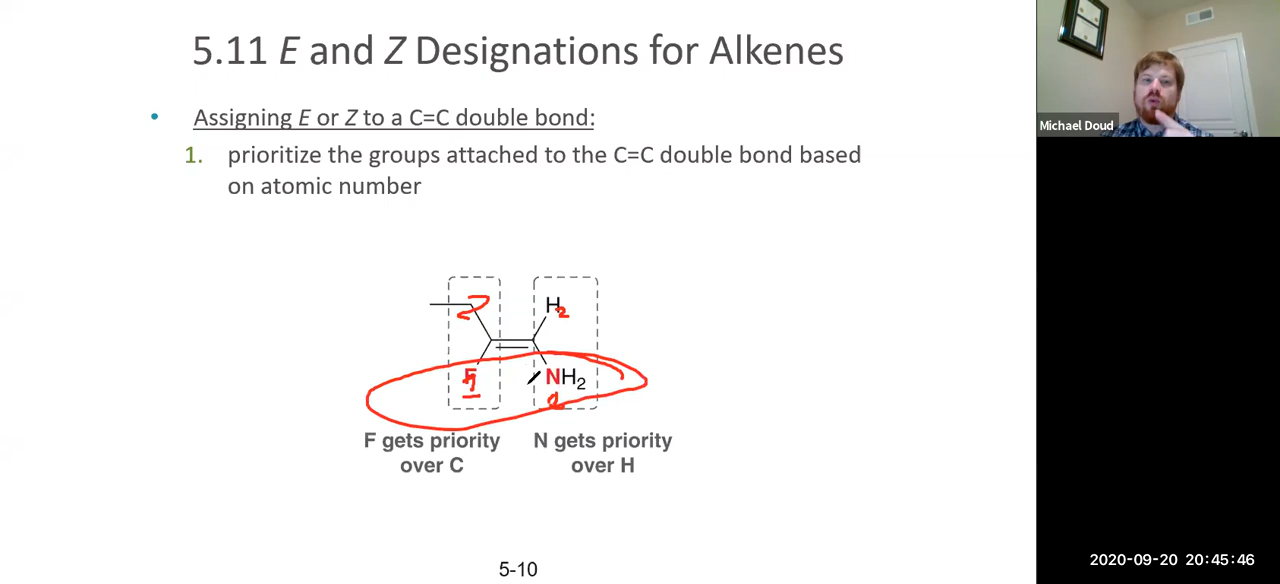 5.11 E and Z Designations for Alkenes
• Assigning E or Z to a C=C double bond:
1. prioritize the groups attached to the C=C double bond based
on atomic number
2
H 2
F
NH2
F gets priority
over C
N gets priority
over H
5-10
Michael Doud
2020-09-20 20:45:46